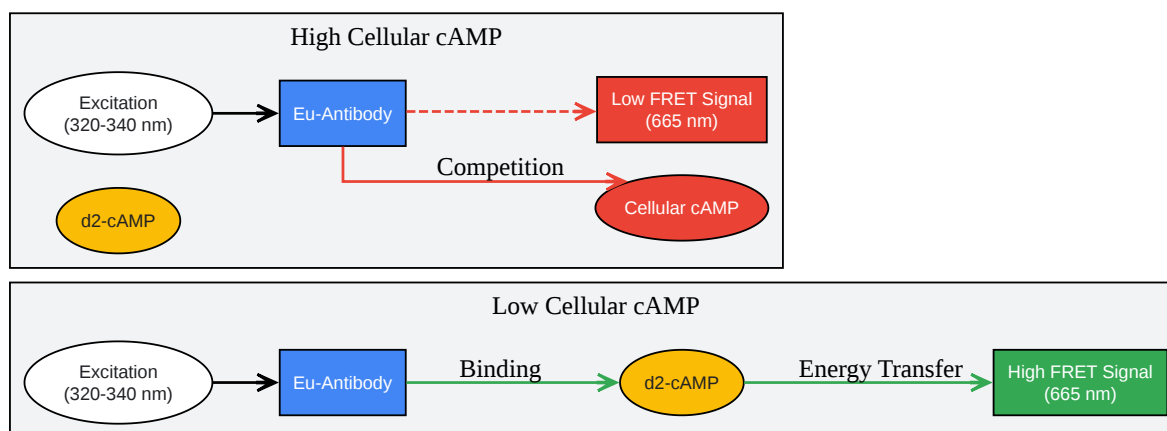 High Cellular cAMP
Excitation
(320-340 nm)
Eu-Antibody
Low FRET Signal
(665 nm)
Competition
d2-cAMP
Cellular cAMP
Low Cellular cAMP
Excitation
(320-340 nm)
Eu-Antibody
Binding
d2-cAMP
Energy Transfer
High FRET Signal
(665 nm)